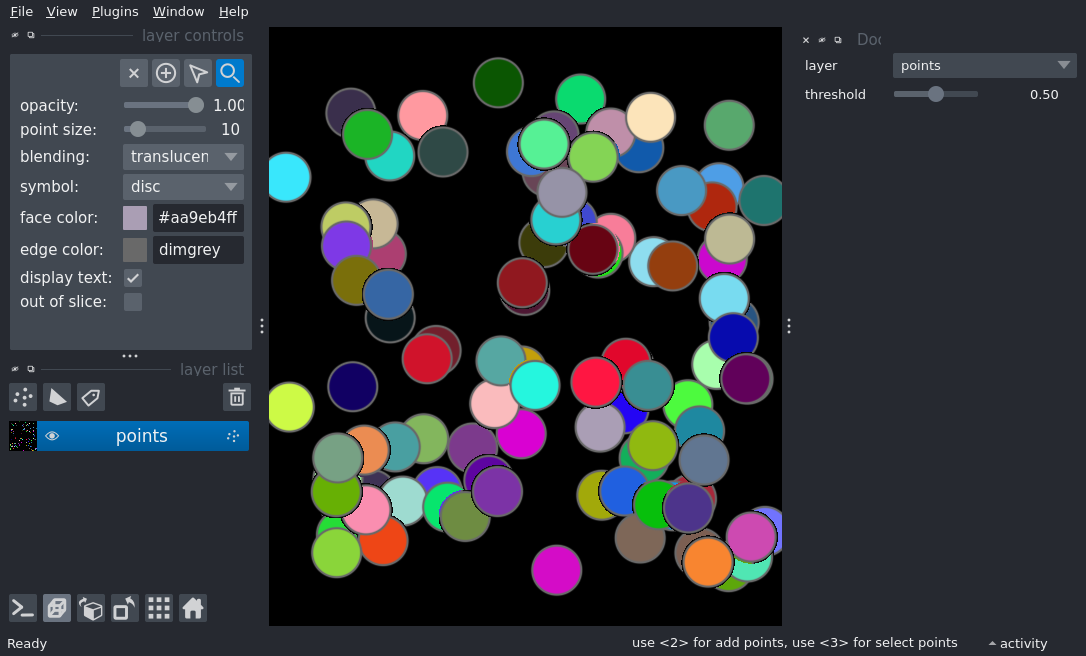 File View Plugins Window Help
layer controls
opacity: 1.00
point size: 10
blending: translucen
symbol: disc
face color: #aa9eb4ff
edge color: dimgrey
display text:
out of slice:
layer list
points
Doc
layer points
threshold 0.50
Ready
use <2> for add points, use <3> for select points
activity